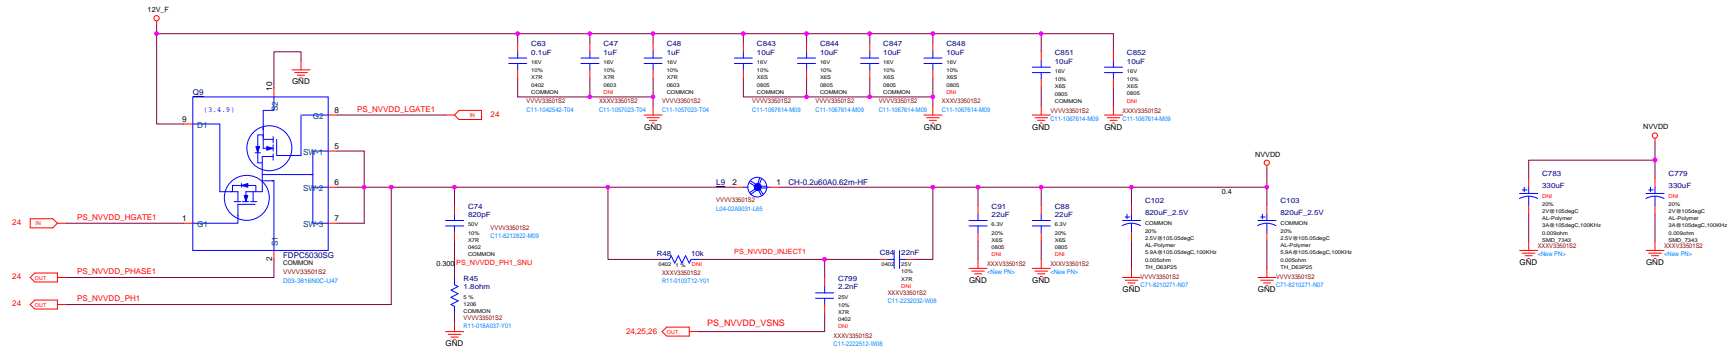 12V_F
Q9
(3.4.9)
10
S2
GND
9
D1
G2
8
PS_NVVDD_LGATE1
IN
24
SW-1
5
SW-2
6
SW-3
7
24
IN
PS_NVVDD_HGATE1
1
G1
S1
2
FDPC5030SG
COMMON
VVVV33501S2
D03-3816N0C-U47
24
OUT
PS_NVVDD_PHASE1
24
OUT
PS_NVVDD_PH1
C63
0.1uF
16V
10%
X7R
0402
COMMON
VVVV33501S2
C11-1042542-T04
C47
1uF
16V
10%
X7R
0603
DNI
XXXV33501S2
C11-1057023-T04
C48
1uF
16V
10%
X7R
0603
COMMON
VVVV33501S2
C11-1057023-T04
GND
C843
10uF
16V
10%
X6S
0805
COMMON
VVVV33501S2
C11-1067614-M09
C844
10uF
16V
10%
X6S
0805
COMMON
VVVV33501S2
C11-1067614-M09
C847
10uF
16V
10%
X6S
0805
COMMON
VVVV33501S2
C11-1067614-M09
C848
10uF
16V
10%
X6S
0805
DNI
XXXV33501S2
C11-1067614-M09
GND
C851
10uF
16V
10%
X6S
0805
COMMON
VVVV33501S2
C11-1067614-M09
GND
C852
10uF
16V
10%
X6S
0805
DNI
XXXV33501S2
C11-1067614-M09
GND
C74
820pF
50V
10%
X7R
0402
COMMON
VVVV33501S2
C11-8212822-M09
0.300
PS_NVVDD_PH1_SNU
R45
1.8ohm
5 %
1206
COMMON
VVVV33501S2
R11-018A037-Y01
GND
L9
2
1
CH-0.2u60A0.62m-HF
VVVV33501S2
L04-02A9031-L65
R48
10k
0402
1 %
DNI
XXXV33501S2
R11-0103T12-Y01
PS_NVVDD_INJECT1
C84
22nF
0402
25V
10%
X7R
DNI
XXXV33501S2
C11-2232032-W08
C799
2.2nF
25V
10%
X7R
0402
DNI
XXXV33501S2
C11-2222512-W08
24,25,26
OUT
PS_NVVDD_VSNS
C91
22uF
6.3V
20%
X6S
0805
DNI
XXXV33501S2
<New PN>
GND
C88
22uF
6.3V
20%
X6S
0805
DNI
XXXV33501S2
<New PN>
GND
C102
820uF_2.5V
COMMON
20%
2.5V@105.05degC
AL-Polymer
5.9A@105.05degC,100KHz
0.005ohm
TH_D63P25
VVVV33501S2
C71-8210271-N07
GND
0.4
NVVDD
C103
820uF_2.5V
COMMON
20%
2.5V@105.05degC
AL-Polymer
5.9A@105.05degC,100KHz
0.005ohm
TH_D63P25
VVVV33501S2
C71-8210271-N07
GND
NVVDD
C783
330uF
DNI
20%
2V@105degC
AL-Polymer
3A@105degC,100KHz
0.009ohm
SMD_7343
XXXV33501S2
<New PN>
GND
C779
330uF
DNI
20%
2V@105degC
AL-Polymer
3A@105degC,100KHz
0.009ohm
SMD_7343
XXXV33501S2
<New PN>
GND